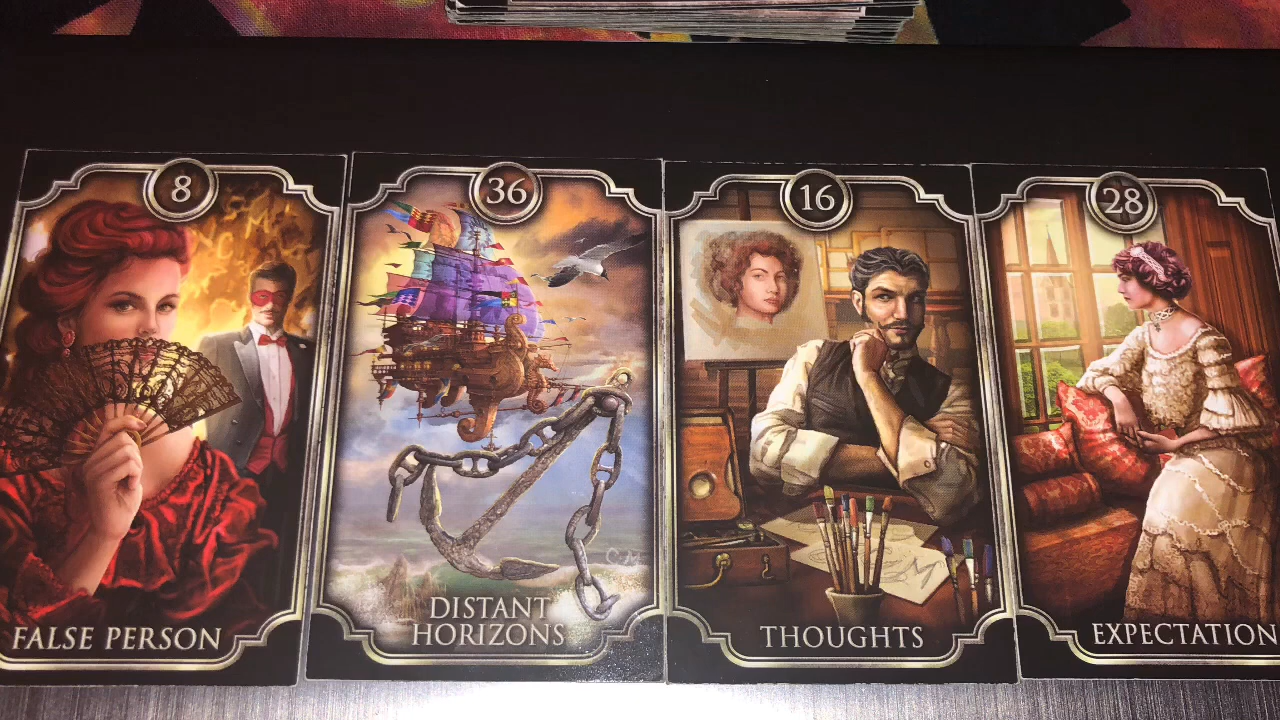 8
FALSE PERSON
36
C.M
DISTANT
HORIZONS
16
THOUGHTS
28
EXPECTATION